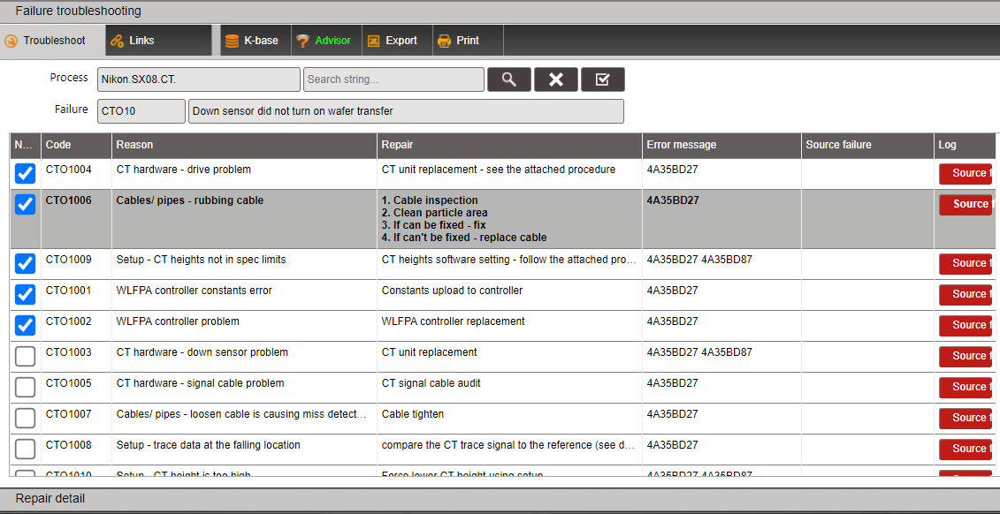 Failure troubleshooting
Troubleshoot Links K-base Advisor Export Print
Process Nikon.SX08.CT. Search string...
Failure CTO10 Down sensor did not turn on wafer transfer
N... Code Reason Repair Error message Source failure Log
CTO1004 CT hardware - drive problem CT unit replacement - see the attached procedure 4A35BD27 Source f
CTO1006 Cables/ pipes - rubbing cable 1. Cable inspection 4A35BD27 Source f
2. Clean particle area
3. If can be fixed - fix
4. If can't be fixed - replace cable
CTO1009 Setup - CT heights not in spec limits CT heights software setting - follow the attached pro... 4A35BD27 4A35BD87 Source f
CTO1001 WLFPA controller constants error Constants upload to controller 4A35BD27 Source f
CTO1002 WLFPA controller problem WLFPA controller replacement 4A35BD27 Source f
CTO1003 CT hardware - down sensor problem CT unit replacement 4A35BD27 4A35BD87 Source f
CTO1005 CT hardware - signal cable problem CT signal cable audit 4A35BD27 Source f
CTO1007 Cables/ pipes - loosen cable is causing miss detect... Cable tighten 4A35BD27 Source f
CTO1008 Setup - trace data at the falling location compare the CT trace signal to the reference (see d... 4A35BD27 Source f
CTO1010 Setup - CT height is too high Force lower CT height using setup 4A35BD27 4A35BD87
Repair detail